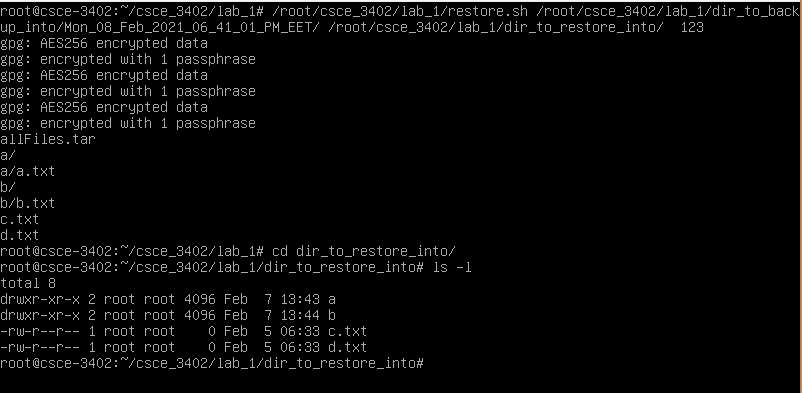 root@csce-3402:~/csce_3402/lab_1# /root/csce_3402/lab_1/restore.sh /root/csce_3402/lab_1/dir_to_back
up_into/Mon_08_Feb_2021_06_41_01_PM_EET/ /root/csce_3402/lab_1/dir_to_restore_into/  123
gpg: AES256 encrypted data
gpg: encrypted with 1 passphrase
gpg: AES256 encrypted data
gpg: encrypted with 1 passphrase
gpg: AES256 encrypted data
gpg: encrypted with 1 passphrase
allFiles.tar
a/
a/a.txt
b/
b/b.txt
c.txt
d.txt
root@csce-3402:~/csce_3402/lab_1# cd dir_to_restore_into/
root@csce-3402:~/csce_3402/lab_1/dir_to_restore_into# ls -l
total 8
drwxr-xr-x 2 root root 4096 Feb  7 13:43 a
drwxr-xr-x 2 root root 4096 Feb  7 13:44 b
-rw-r--r-- 1 root root    0 Feb  5 06:33 c.txt
-rw-r--r-- 1 root root    0 Feb  5 06:33 d.txt
root@csce-3402:~/csce_3402/lab_1/dir_to_restore_into#